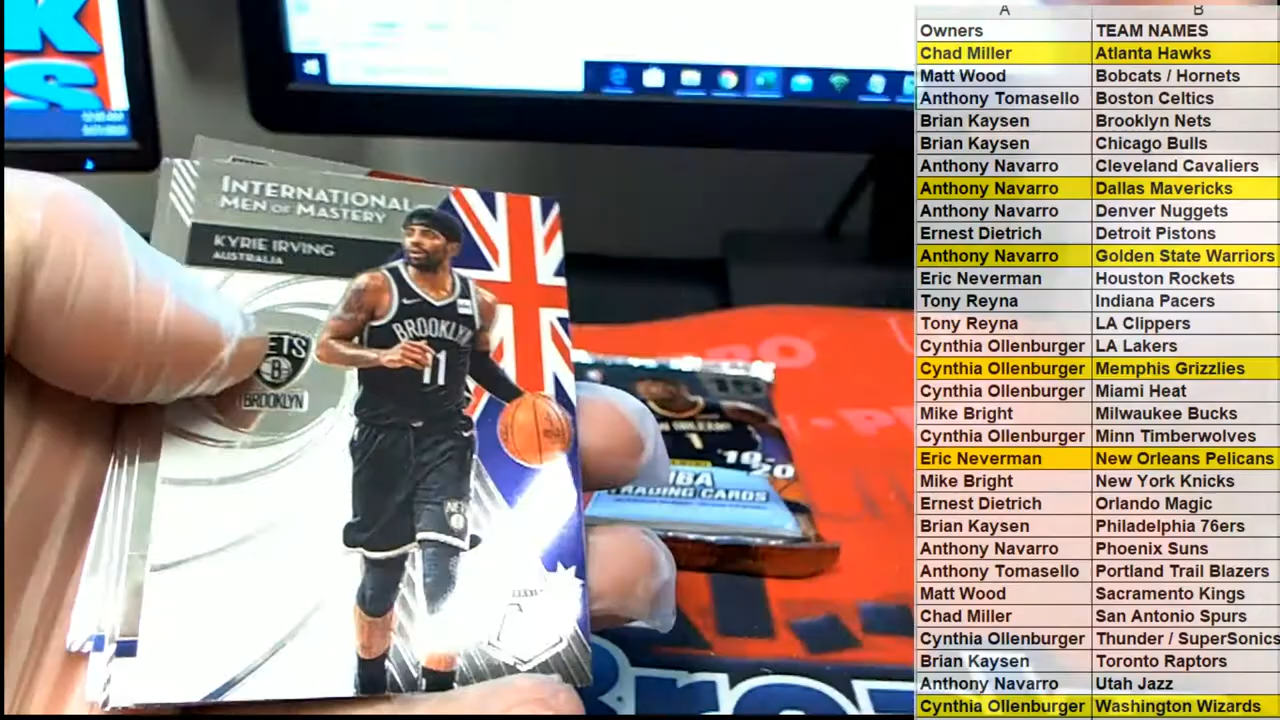 K
S
INTERNATIONAL
MEN OF MASTERY
KYRIE IRVING
AUSTRALIA
NETS
B
BROOKLYN
BROOKLYN
11
1
'19-20
NBA
TRADING CARDS
A B
Owners TEAM NAMES
Chad Miller Atlanta Hawks
Matt Wood Bobcats / Hornets
Anthony Tomasello Boston Celtics
Brian Kaysen Brooklyn Nets
Brian Kaysen Chicago Bulls
Anthony Navarro Cleveland Cavaliers
Anthony Navarro Dallas Mavericks
Anthony Navarro Denver Nuggets
Ernest Dietrich Detroit Pistons
Anthony Navarro Golden State Warriors
Eric Neverman Houston Rockets
Tony Reyna Indiana Pacers
Tony Reyna LA Clippers
Cynthia Ollenburger LA Lakers
Cynthia Ollenburger Memphis Grizzlies
Cynthia Ollenburger Miami Heat
Mike Bright Milwaukee Bucks
Cynthia Ollenburger Minn Timberwolves
Eric Neverman New Orleans Pelicans
Mike Bright New York Knicks
Ernest Dietrich Orlando Magic
Brian Kaysen Philadelphia 76ers
Anthony Navarro Phoenix Suns
Anthony Tomasello Portland Trail Blazers
Matt Wood Sacramento Kings
Chad Miller San Antonio Spurs
Cynthia Ollenburger Thunder / SuperSonics
Brian Kaysen Toronto Raptors
Anthony Navarro Utah Jazz
Cynthia Ollenburger Washington Wizards